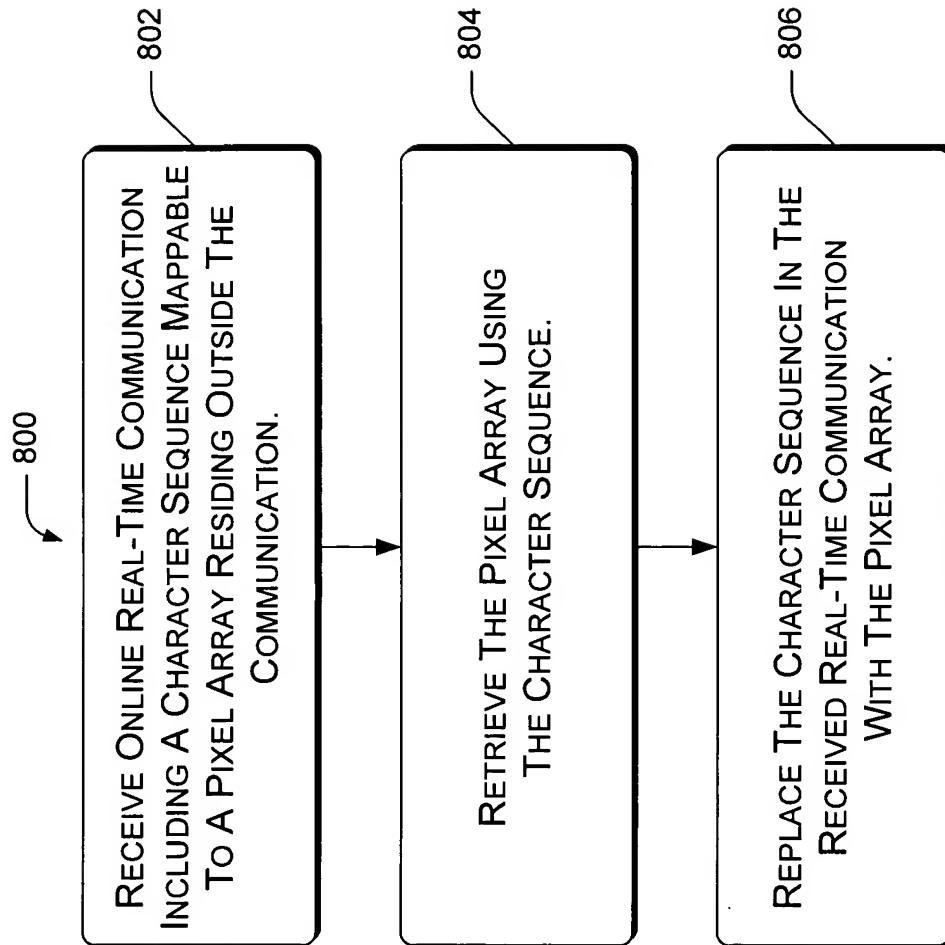 800
802
RECEIVE ONLINE REAL-TIME COMMUNICATION
INCLUDING A CHARACTER SEQUENCE MAPPABLE
TO A PIXEL ARRAY RESIDING OUTSIDE THE
COMMUNICATION.
804
RETRIEVE THE PIXEL ARRAY USING
THE CHARACTER SEQUENCE.
806
REPLACE THE CHARACTER SEQUENCE IN THE
RECEIVED REAL-TIME COMMUNICATION
WITH THE PIXEL ARRAY.